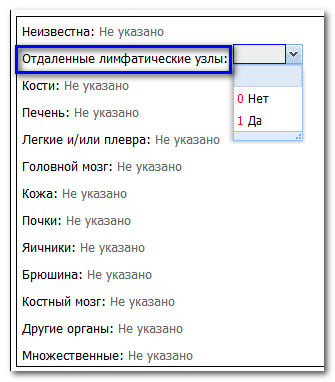 Неизвестна: Не указано
Отдаленные лимфатические узлы:
0 Нет
1 Да
Кости: Не указано
Печень: Не указано
Легкие и/или плевра: Не указано
Головной мозг: Не указано
Кожа: Не указано
Почки: Не указано
Яичники: Не указано
Брюшина: Не указано
Костный мозг: Не указано
Другие органы: Не указано
Множественные: Не указано